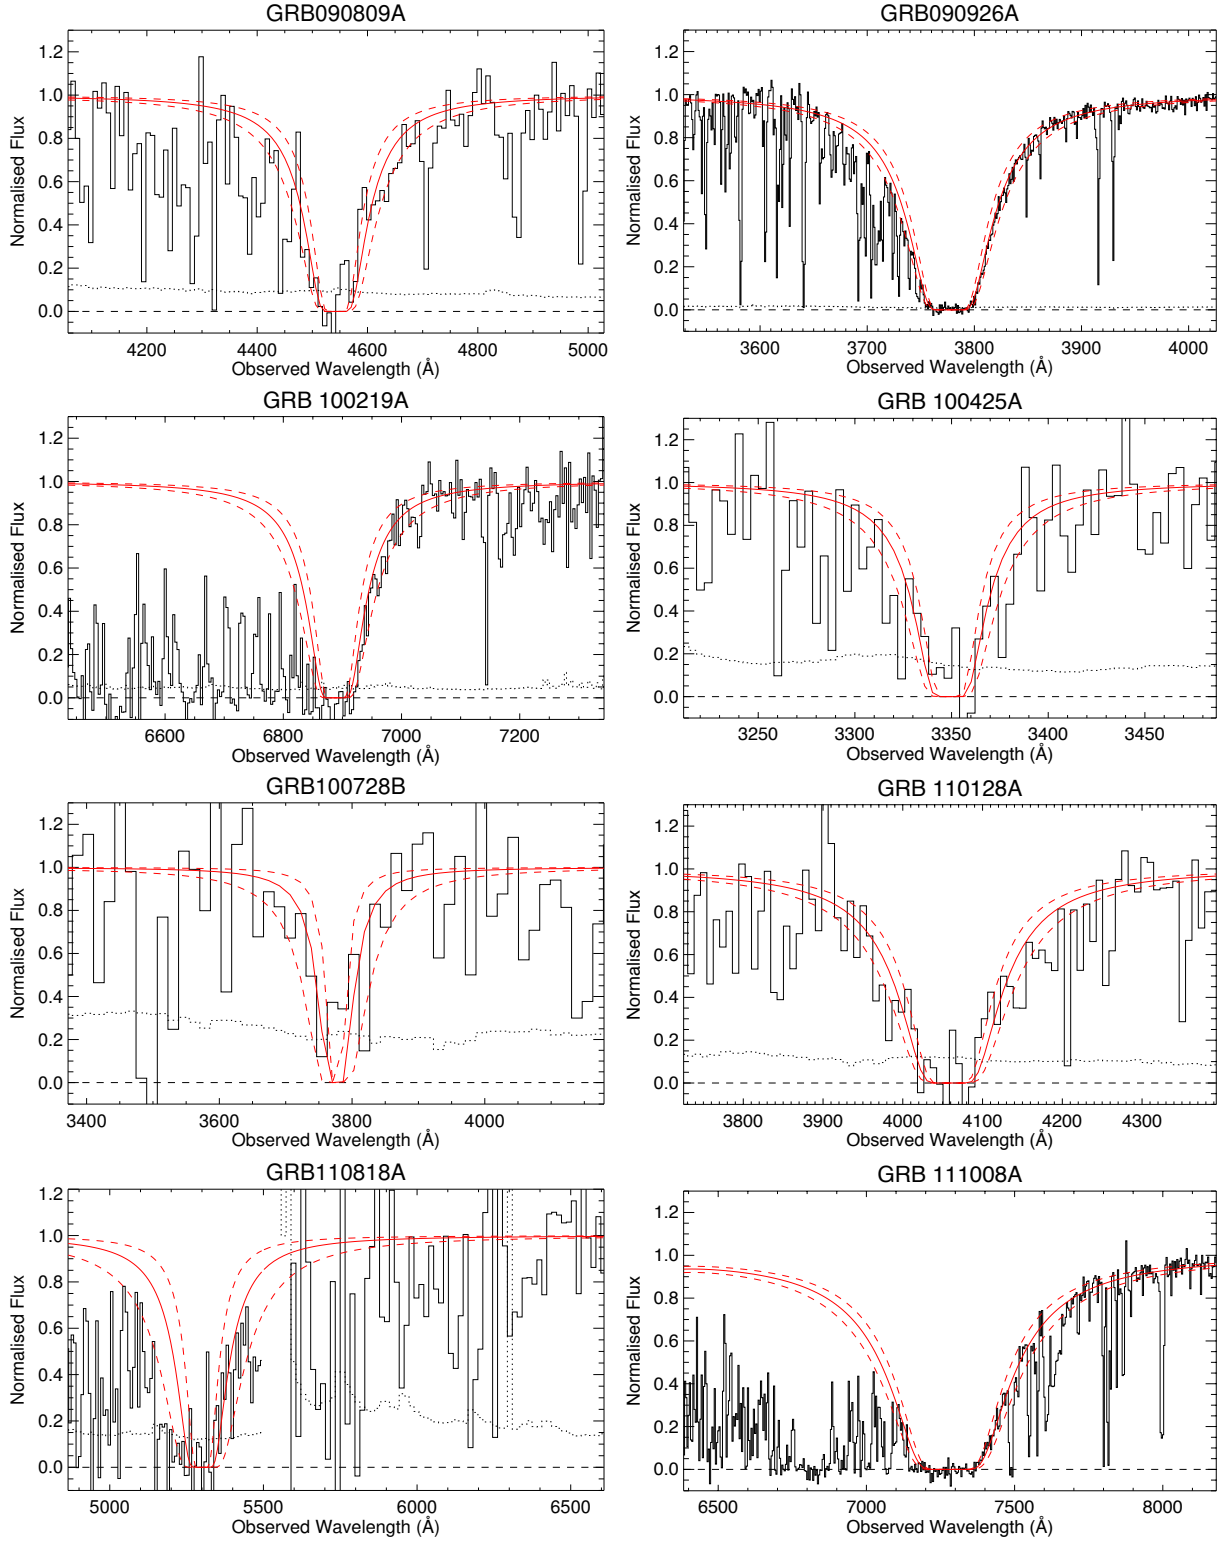 GRB090809A
Normalised Flux
1.2
1.0
0.8
0.6
0.4
0.2
0.0
4200 4400 4600 4800 5000
Observed Wavelength (Å)
GRB090926A
Normalised Flux
1.2
1.0
0.8
0.6
0.4
0.2
0.0
3600 3700 3800 3900 4000
Observed Wavelength (Å)
GRB 100219A
Normalised Flux
1.2
1.0
0.8
0.6
0.4
0.2
0.0
6600 6800 7000 7200
Observed Wavelength (Å)
GRB 100425A
Normalised Flux
1.2
1.0
0.8
0.6
0.4
0.2
0.0
3250 3300 3350 3400 3450
Observed Wavelength (Å)
GRB100728B
Normalised Flux
1.2
1.0
0.8
0.6
0.4
0.2
0.0
3400 3600 3800 4000
Observed Wavelength (Å)
GRB 110128A
Normalised Flux
1.2
1.0
0.8
0.6
0.4
0.2
0.0
3800 3900 4000 4100 4200 4300
Observed Wavelength (Å)
GRB110818A
Normalised Flux
1.2
1.0
0.8
0.6
0.4
0.2
0.0
5000 5500 6000 6500
Observed Wavelength (Å)
GRB 111008A
Normalised Flux
1.2
1.0
0.8
0.6
0.4
0.2
0.0
6500 7000 7500 8000
Observed Wavelength (Å)